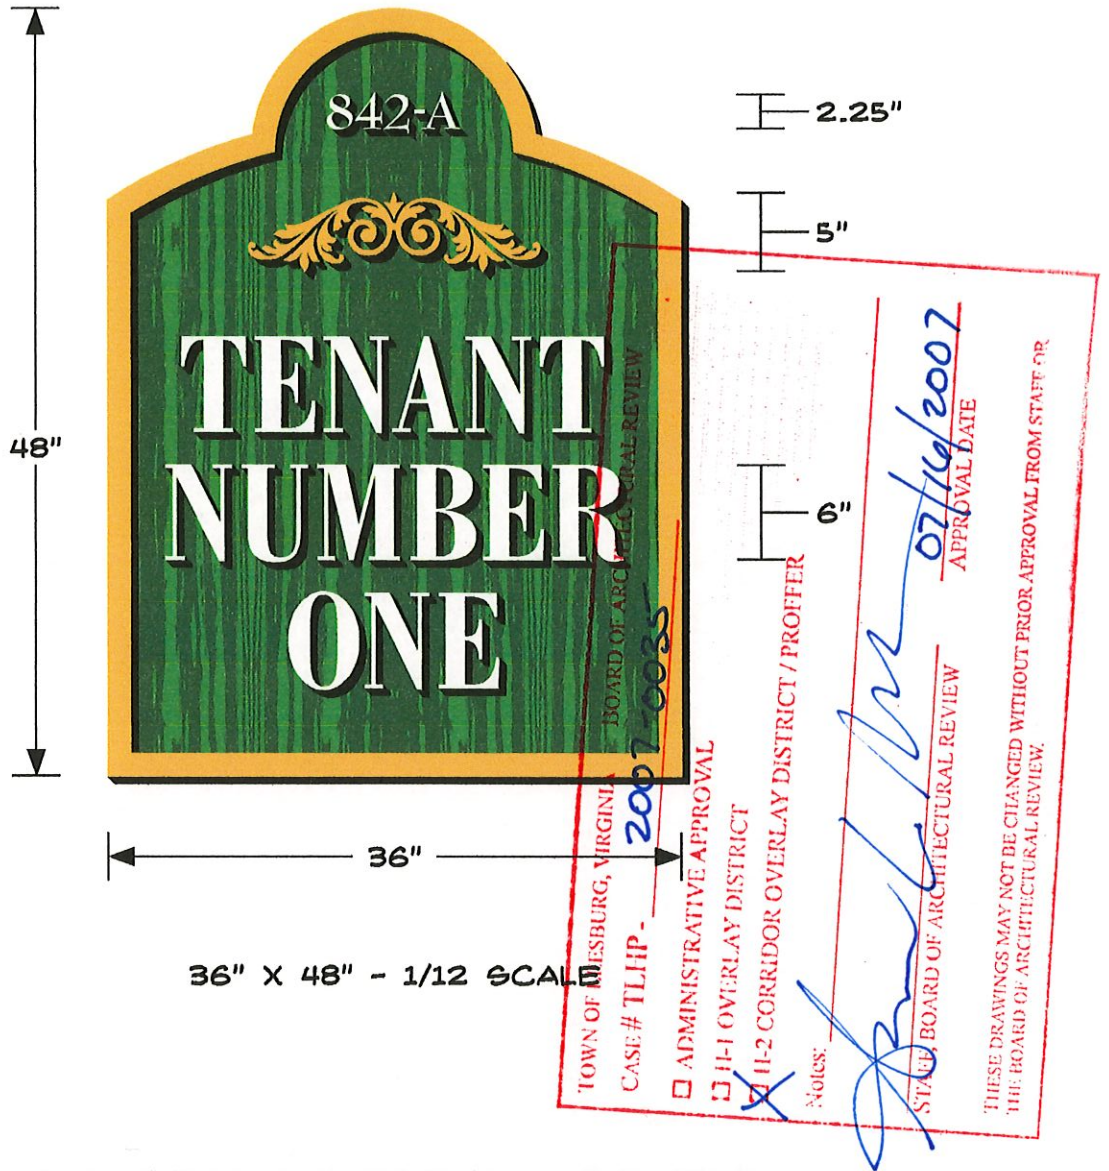 842-A
2.25"
5"
TENANT
NUMBER
ONE
48"
6"
36"
36" X 48" - 1/12 SCALE
TOWN OF LEESBURG, VIRGINIA BOARD OF ARCHITECTURAL REVIEW
CASE # TLHP - 2007-0035
☐ ADMINISTRATIVE APPROVAL
☐ H-1 OVERLAY DISTRICT
X H-2 CORRIDOR OVERLAY DISTRICT / PROFFER
Notes:
07/16/2007
STAFF, BOARD OF ARCHITECTURAL REVIEW APPROVAL DATE
THESE DRAWINGS MAY NOT BE CHANGED WITHOUT PRIOR APPROVAL FROM STAFF OR
THE BOARD OF ARCHITECTURAL REVIEW.